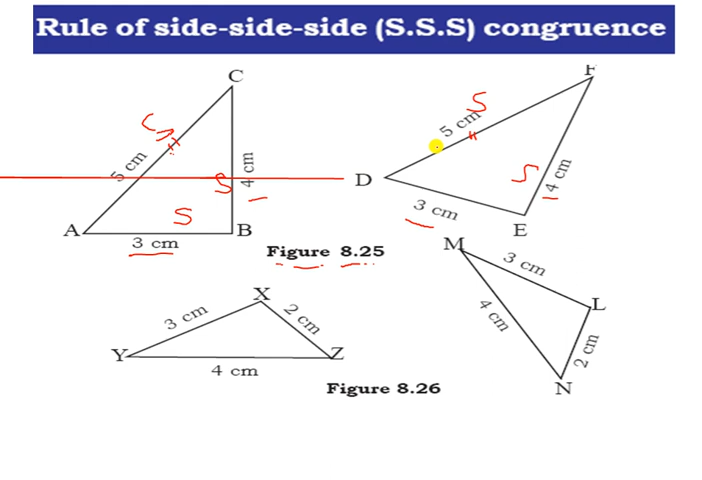 Rule of side-side-side (S.S.S) congruence
C
F
S
5 cm
5 cm
S
4 cm
S
4 cm
D
S
S
3 cm
A
B
3 cm
E
Figure 8.25
M
3 cm
X
3 cm
2 cm
L
4 cm
Y
Z
2 cm
4 cm
N
Figure 8.26